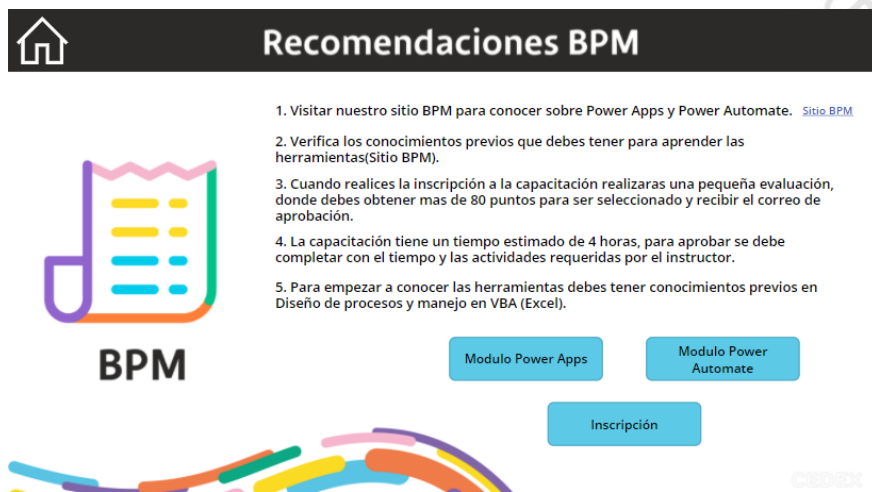 Recomendaciones BPM
1. Visitar nuestro sitio BPM para conocer sobre Power Apps y Power Automate. Sitio BPM
2. Verifica los conocimientos previos que debes tener para aprender las
herramientas(Sitio BPM).
3. Cuando realices la inscripción a la capacitación realizaras una pequeña evaluación,
donde debes obtener mas de 80 puntos para ser seleccionado y recibir el correo de
aprobación.
4. La capacitación tiene un tiempo estimado de 4 horas, para aprobar se debe
completar con el tiempo y las actividades requeridas por el instructor.
5. Para empezar a conocer las herramientas debes tener conocimientos previos en
Diseño de procesos y manejo en VBA (Excel).
BPM
Modulo Power Apps
Modulo Power
Automate
Inscripción